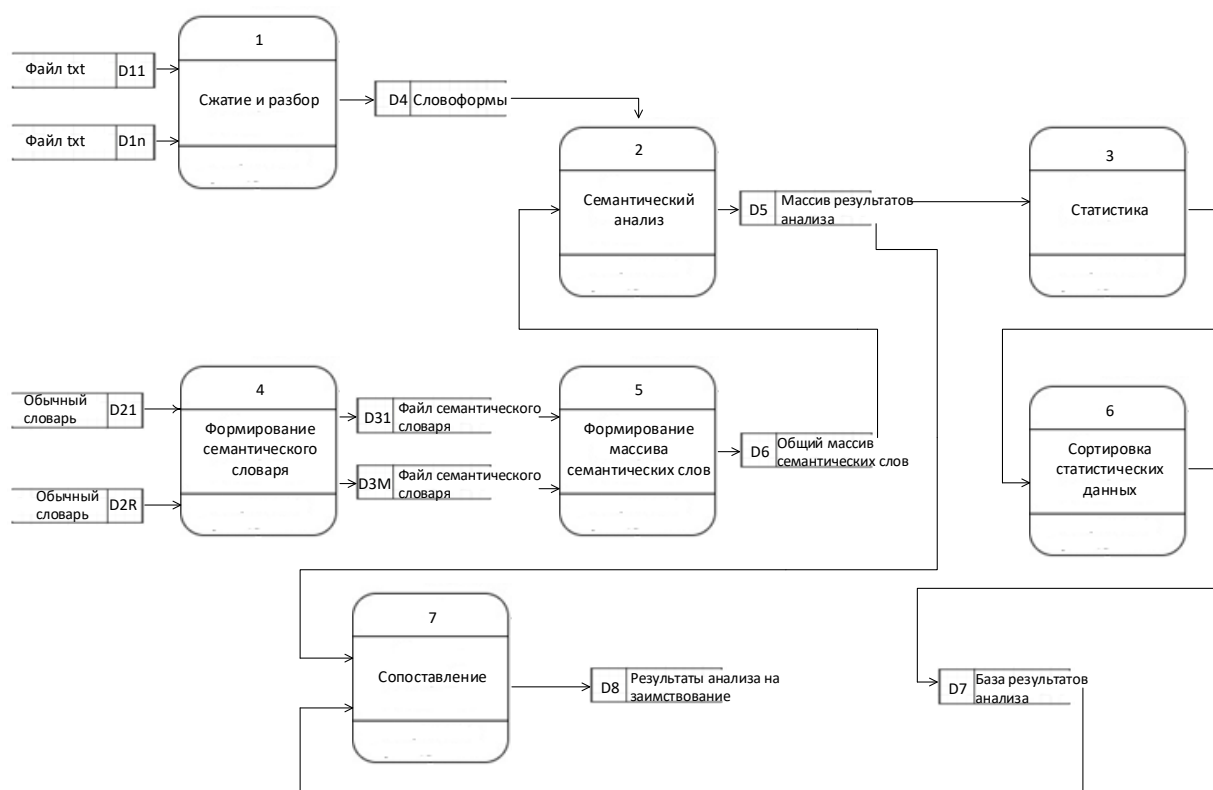 1
Файл txt
D11
Сжатие и разбор
D4
Словоформы
Файл txt
D1n
2
3
Семантический
анализ
D5
Массив результатов
анализа
Статистика
4
5
6
Обычный
словарь
D21
Формирование
семантического
словаря
D31
Файл семантического
словаря
Формирование
массива
семантических слов
D6
Общий массив
семантических слов
Сортировка
статистических
данных
D3M
Файл семантического
словаря
Обычный
словарь
D2R
7
Сопоставление
D8
Результаты анализа на
заимствование
D7
База результатов
анализа